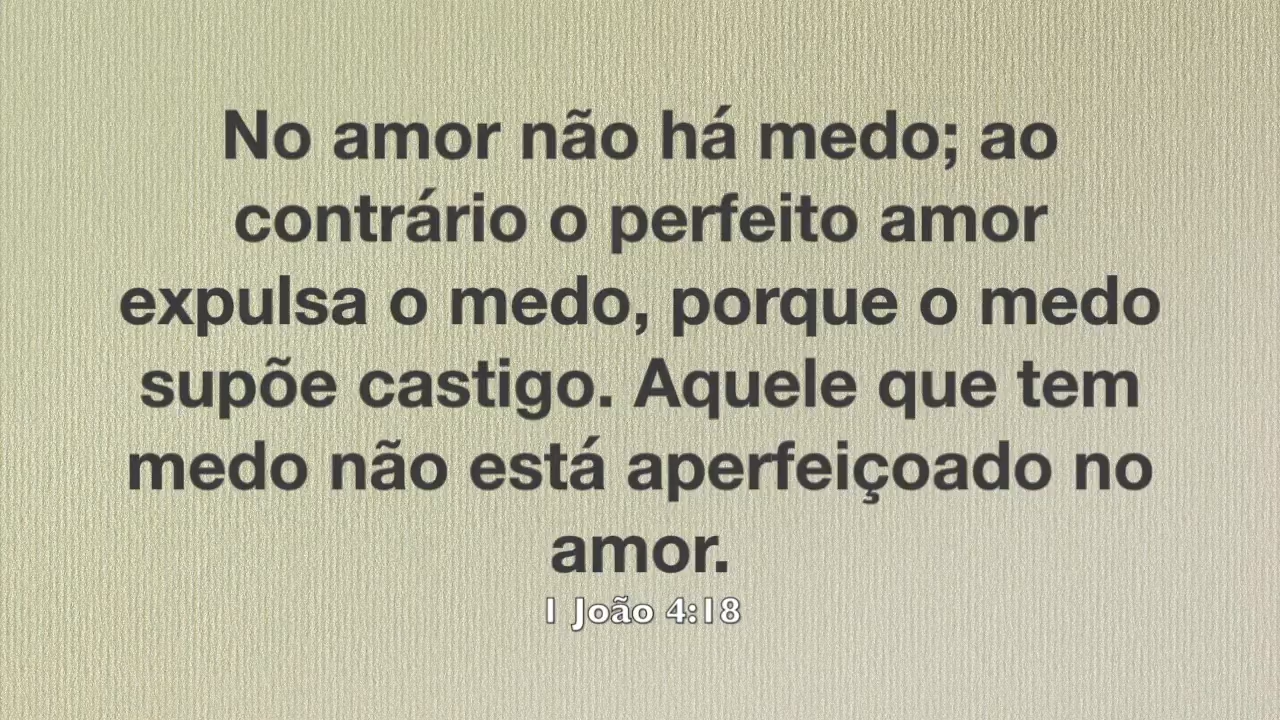 No amor não há medo; ao
contrário o perfeito amor
expulsa o medo, porque o medo
supõe castigo. Aquele que tem
medo não está aperfeiçoado no
amor.
1 João 4:18